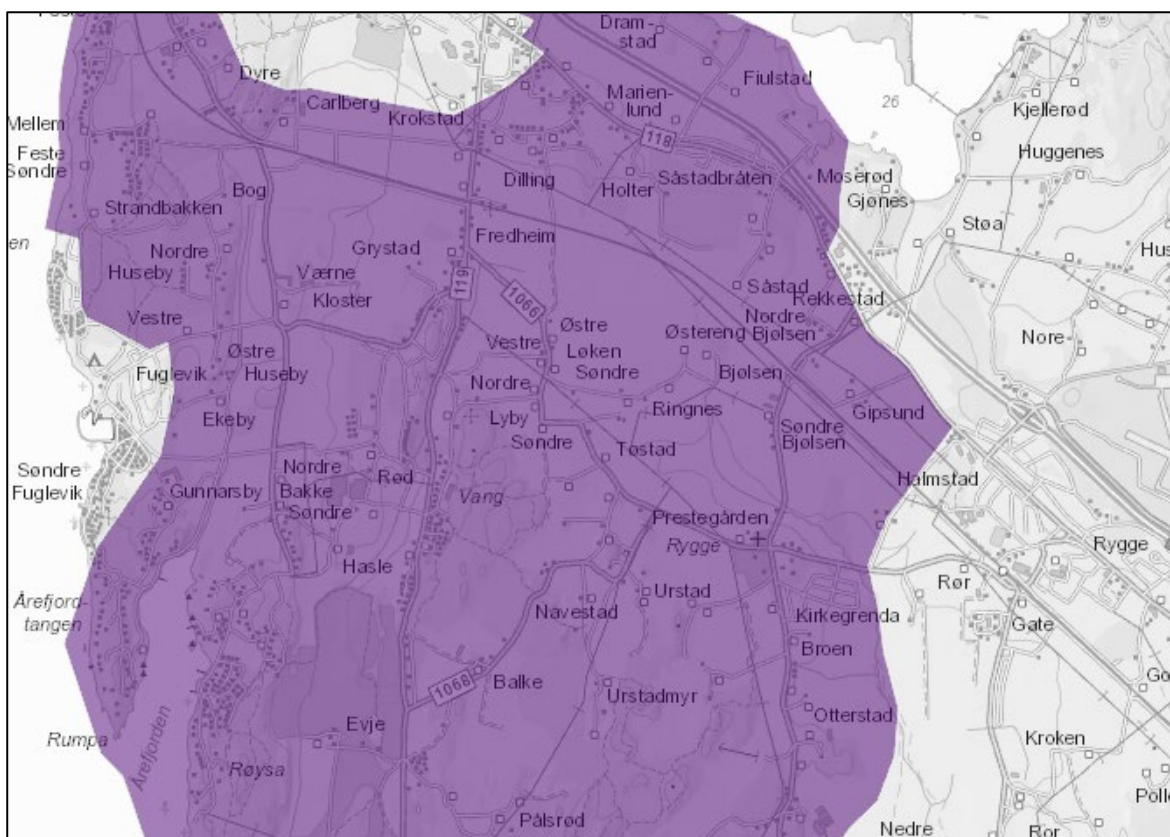 Dram-
stad
Dyre
Fiulstad
Carlberg
Marien-
lund
26
Kjellerød
Krokstad
Mellem
118
Feste
Søndre
Huggenes
Bog
Dilling
Holter
Såstadbråten
Moserød
Gjønes
Strandbakken
Støa
en
Nordre
Huseby
Grystad
Fredheim
Hus
Værne
Kloster
119
1066
Såstad
Rekkestad
Vestre
Østre
Østereng
Nordre
Bjølsen
Nore
Vestre
Løken
Fuglevik
Østre
Huseby
Søndre
Bjølsen
Nordre
Ekeby
Lyby
Ringnes
Gipsund
Søndre
Søndre
Bjølsen
Tøstad
Søndre
Fuglevik
Nordre
Bakke
Søndre
Rød
Gunnarsby
Vang
Halmstad
Prestegården
Rygge
Rygge
Hasle
Rør
Årefjord-
tangen
Navestad
Urstad
Kirkegrenda
Gate
Broen
1068
Balke
Urstadmyr
Go
Otterstad
Rumpa
Årefjorden
Evje
Kroken
Røysa
Polle
Pålsrød
Nedre
Ror